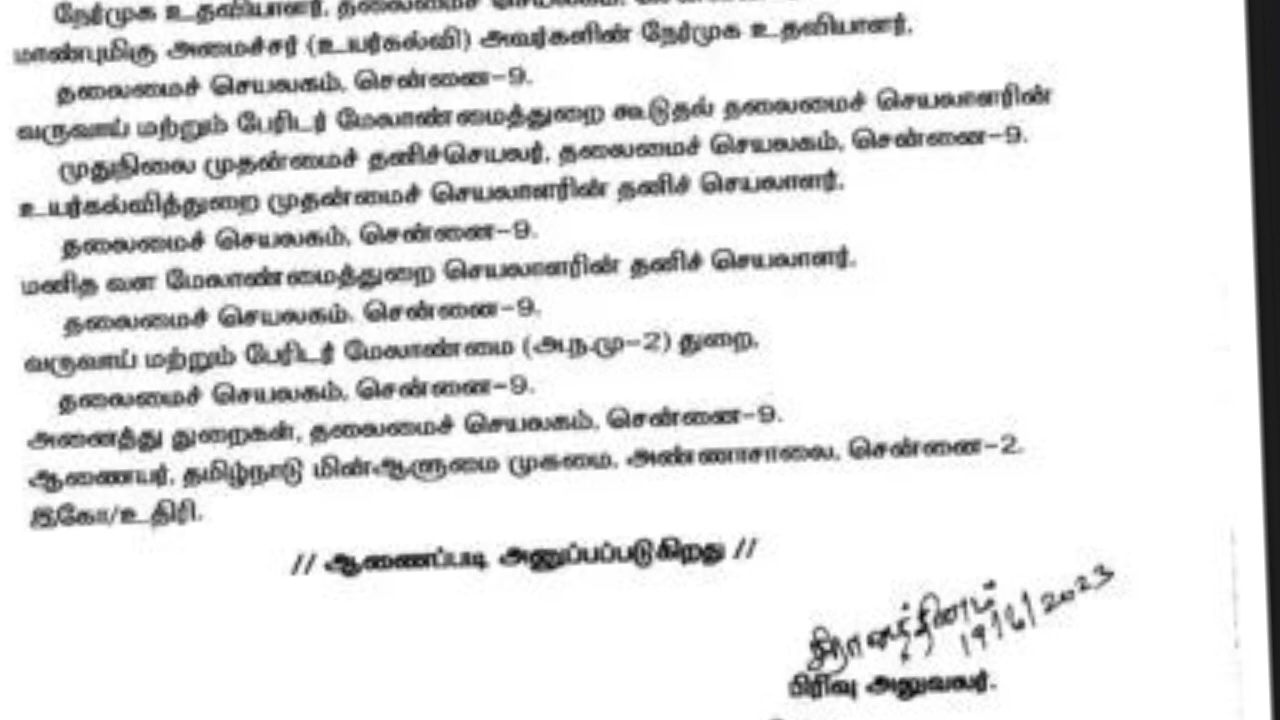 நேர்முக உதவியாளர், தலைமைச் செயலகம்,
மாண்புமிகு அமைச்சர் (உயர்கல்வி) அவர்களின் நேர்முக உதவியாளர்,
தலைமைச் செயலகம், சென்னை-9.
வருவாய் மற்றும் பேரிடர் மேலாண்மைத்துறை கூடுதல் தலைமைச் செயலாளரின்
முதுநிலை முதன்மைச் தனிச்செயலர், தலைமைச் செயலகம், சென்னை-9.
உயர்கல்வித்துறை முதன்மைச் செயலாளரின் தனிச் செயலாளர்,
தலைமைச் செயலகம், சென்னை-9.
மனித வள மேலாண்மைத்துறை செயலாளரின் தனிச் செயலாளர்,
தலைமைச் செயலகம், சென்னை-9.
வருவாய் மற்றும் பேரிடர் மேலாண்மை (அ.ந.மு-2) துறை,
தலைமைச் செயலகம், சென்னை-9.
அனைத்து துறைகள், தலைமைச் செயலகம், சென்னை-9.
ஆணையர், தமிழ்நாடு மின்ஆளுமை முகமை, அண்ணாசாலை, சென்னை-2.
இகோ/உதிரி.
// ஆணைப்படி அனுப்பப்படுகிறது //
19/6/2023
பிரிவு அலுவலர்.